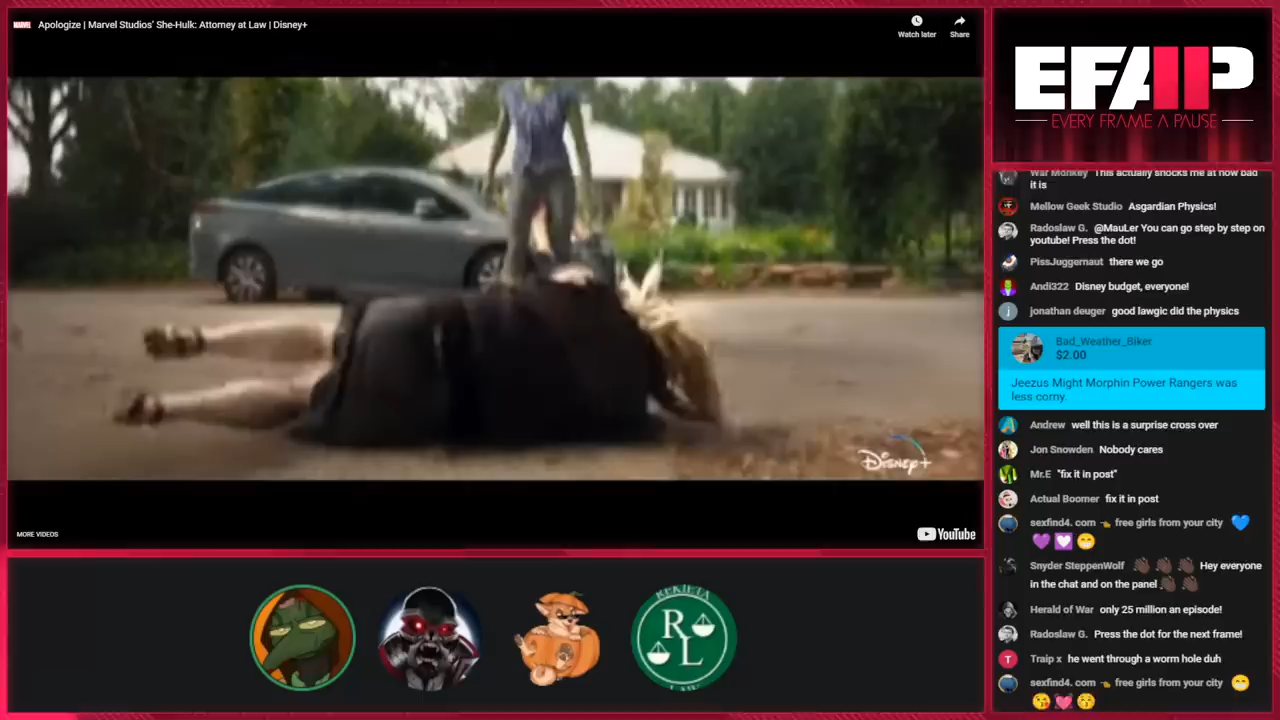 MARVEL Apologize | Marvel Studios' She-Hulk: Attorney at Law | Disney+
Watch later
Share
Disney+
MORE VIDEOS
YouTube
REKIETA
RL
LAW
EFAP
EVERY FRAME A PAUSE
War Monkey This actually shocks me at how bad
it is
Mellow Geek Studio Asgardian Physics!
Radoslaw G. @MauLer You can go step by step on
youtube! Press the dot!
PissJuggernaut there we go
Andi322 Disney budget, everyone!
j jonathan deuger good lawgic did the physics
Bad_Weather_Biker
$2.00
Jeezus Might Morphin Power Rangers was
less corny.
Andrew well this is a surprise cross over
Jon Snowden Nobody cares
Mr.E "fix it in post"
Actual Boomer fix it in post
sexfind4. com 👈 free girls from your city 💙
💜 💟 😁
Snyder SteppenWolf 👏🏿 👏🏿 👏🏿 Hey everyone
in the chat and on the panel 👏🏿 👏🏿
Herald of War only 25 million an episode!
Radoslaw G. Press the dot for the next frame!
T Traip x he went through a worm hole duh
sexfind4. com 👈 free girls from your city 😁
😘 💓 😚